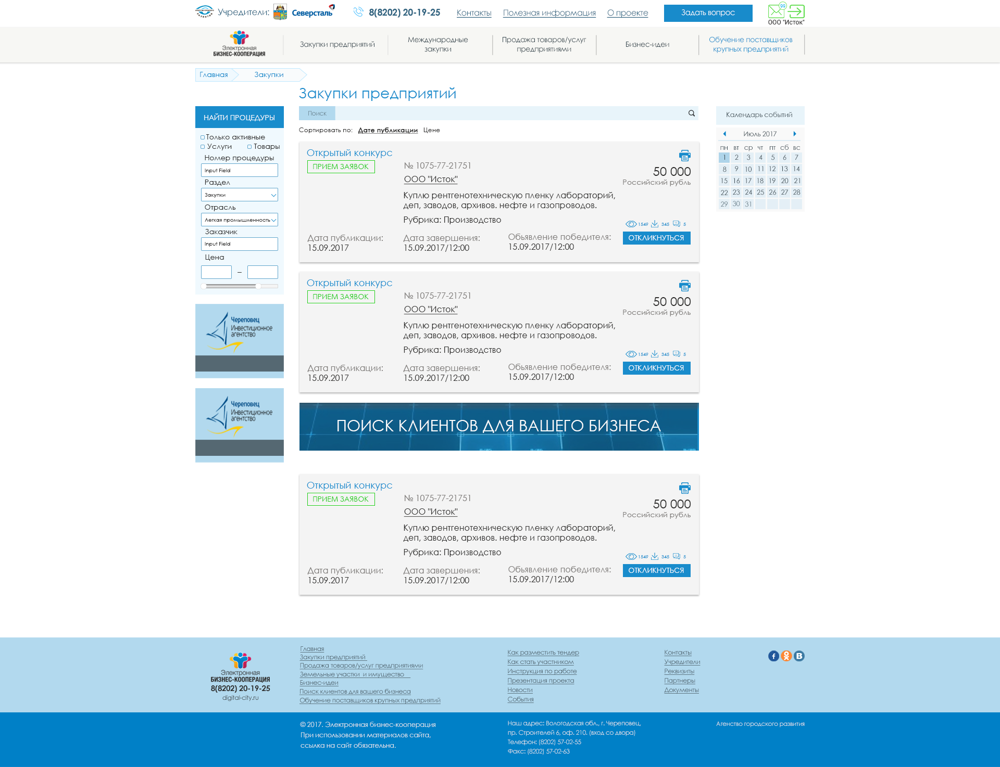 Учредители:
Северсталь
8(8202) 20-19-25
Контакты
Полезная информация
О проекте
Задать вопрос
99
ООО "Исток"
Электронная
БИЗНЕС-КООПЕРАЦИЯ
Закупки предприятий
Международные
закупки
Продажа товаров/услуг
предприятиями
Бизнес-идеи
Обучение поставщиков
крупных предприятий
Главная
Закупки
Закупки предприятий
НАЙТИ ПРОЦЕДУРЫ
Только активные
Услуги
Товары
Номер процедуры
Input Field
Раздел
Закупки
Отрасль
Легкая промышленность
Заказчик
Input Field
Цена
–
Череповец
Инвестиционное
агентство
Череповец
Инвестиционное
агентство
Поиск
Сортировать по: Дате публикации Цене
Открытый конкурс
ПРИЕМ ЗАЯВОК
№ 1075-77-21751
ООО "Исток"
50 000
Российский рубль
Куплю рентгенотехническую пленку лабораторий,
деп, заводов, архивов. нефте и газопроводов.
Рубрика: Производство
1549 345 5
Дата публикации:
15.09.2017
Дата завершения:
15.09.2017/12:00
Обьявление победителя:
15.09.2017/12:00
ОТКЛИКНУТЬСЯ
Открытый конкурс
ПРИЕМ ЗАЯВОК
№ 1075-77-21751
ООО "Исток"
50 000
Российский рубль
Куплю рентгенотехническую пленку лабораторий,
деп, заводов, архивов. нефте и газопроводов.
Рубрика: Производство
1549 345 5
Дата публикации:
15.09.2017
Дата завершения:
15.09.2017/12:00
Обьявление победителя:
15.09.2017/12:00
ОТКЛИКНУТЬСЯ
ПОИСК КЛИЕНТОВ ДЛЯ ВАШЕГО БИЗНЕСА
Открытый конкурс
ПРИЕМ ЗАЯВОК
№ 1075-77-21751
ООО "Исток"
50 000
Российский рубль
Куплю рентгенотехническую пленку лабораторий,
деп, заводов, архивов. нефте и газопроводов.
Рубрика: Производство
1549 345 5
Дата публикации:
15.09.2017
Дата завершения:
15.09.2017/12:00
Обьявление победителя:
15.09.2017/12:00
ОТКЛИКНУТЬСЯ
Календарь событий
Июль 2017
пн вт ср чт пт сб вс
1 2 3 4 5 6 7
8 9 10 11 12 13 14
15 16 17 18 19 20 21
22 23 24 25 26 27 28
29 30 31
Электронная
БИЗНЕС-КООПЕРАЦИЯ
8(8202) 20-19-25
digital-city.ru
Главная
Закупки предприятий
Продажа товаров/услуг предприятиями
Земельные участки и имущество
Бизнес-идеи
Поиск клиентов для вашего бизнеса
Обучение поставщиков крупных предприятий
Как разместить тендер
Как стать участником
Инструкция по работе
Презентация проекта
Новости
События
Контакты
Учредители
Реквизиты
Партнеры
Документы
© 2017. Электронная бизнес-кооперация
При использовании материалов сайта,
ссылка на сайт обязательна.
Наш адрес: Вологодская обл., г. Череповец,
пр. Строителей 6, оф. 210. (вход со двора)
Телефон: (8202) 57-02-55
Факс: (8202) 57-02-63
Агенство городского развития